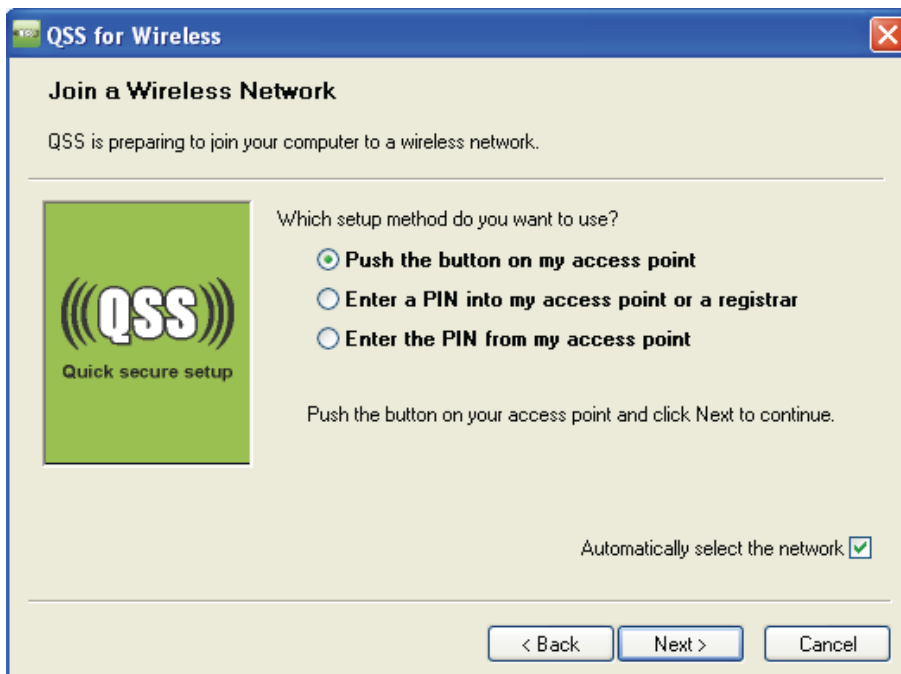 QSS for Wireless
Join a Wireless Network
QSS is preparing to join your computer to a wireless network.
Which setup method do you want to use?
Push the button on my access point
Enter a PIN into my access point or a registrar
Enter the PIN from my access point
QSS
Quick secure setup
Push the button on your access point and click Next to continue.
Automatically select the network
< Back
Next >
Cancel